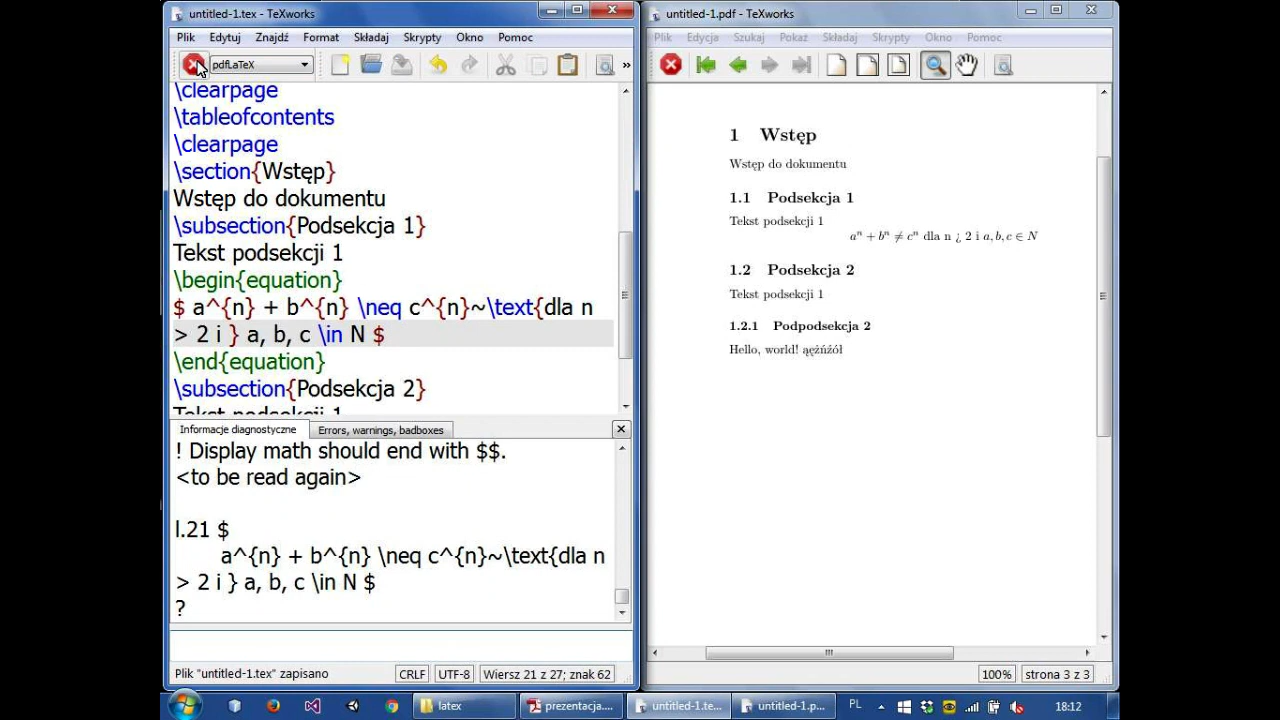 untitled-1.tex - TeXworks
Plik Edytuj Znajdź Format Składaj Skrypty Okno Pomoc
pdfLaTeX
»
\clearpage
\tableofcontents
\clearpage
\section{Wstęp}
Wstęp do dokumentu
\subsection{Podsekcja 1}
Tekst podsekcji 1
\begin{equation}
$ a^{n} + b^{n} \neq c^{n}~\text{dla n
> 2 i } a, b, c \in N $
\end{equation}
\subsection{Podsekcja 2}
Tekst podsekcji 1
Informacje diagnostyczne Errors, warnings, badboxes
! Display math should end with $$.
<to be read again>
l.21 $
a^{n} + b^{n} \neq c^{n}~\text{dla n
> 2 i } a, b, c \in N $
?
Plik "untitled-1.tex" zapisano CRLF UTF-8 Wiersz 21 z 27; znak 62
untitled-1.pdf - TeXworks
Plik Edycja Szukaj Pokaż Składaj Skrypty Okno Pomoc
1 Wstęp
Wstęp do dokumentu
1.1 Podsekcja 1
Tekst podsekcji 1
aⁿ + bⁿ ≠ cⁿ dla n ¿ 2 i a, b, c ∈ N
1.2 Podsekcja 2
Tekst podsekcji 1
1.2.1 Podpodsekcja 2
Hello, world! ąężńźół
100% strona 3 z 3
latex prezentacja.... untitled-1.te... untitled-1.p... PL 18:12